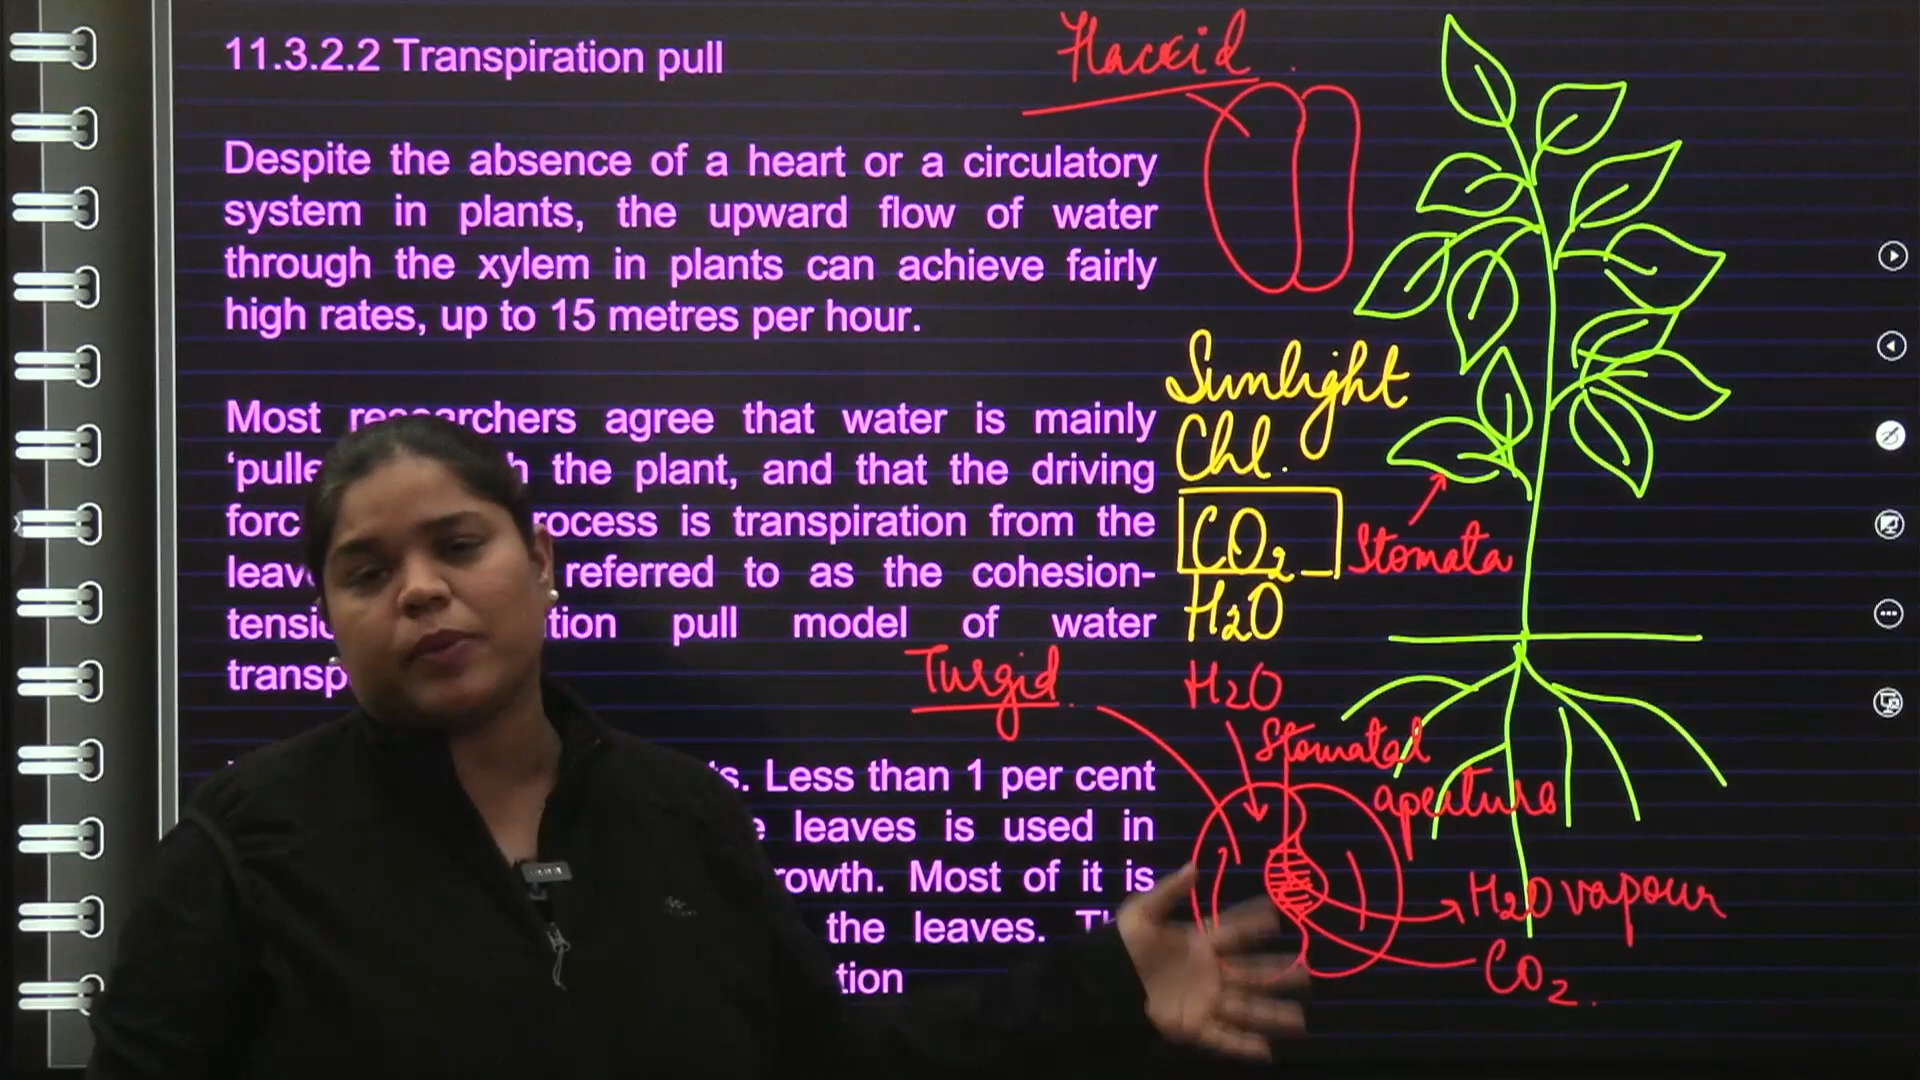 11.3.2.2 Transpiration pull
Flaccid.
Despite the absence of a heart or a circulatory
system in plants, the upward flow of water
through the xylem in plants can achieve fairly
high rates, up to 15 metres per hour.
Most researchers agree that water is mainly
‘pulle h the plant, and that the driving
forc rocess is transpiration from the
leav referred to as the cohesion-
tensio tion pull model of water
transp
s. Less than 1 per cent
e leaves is used in
rowth. Most of it is
the leaves. Th
tion
Sunlight
Chl.
CO2
H2O
Stomata
Turgid.
H2O
Stomatal
aperture
H2O vapour
CO2.